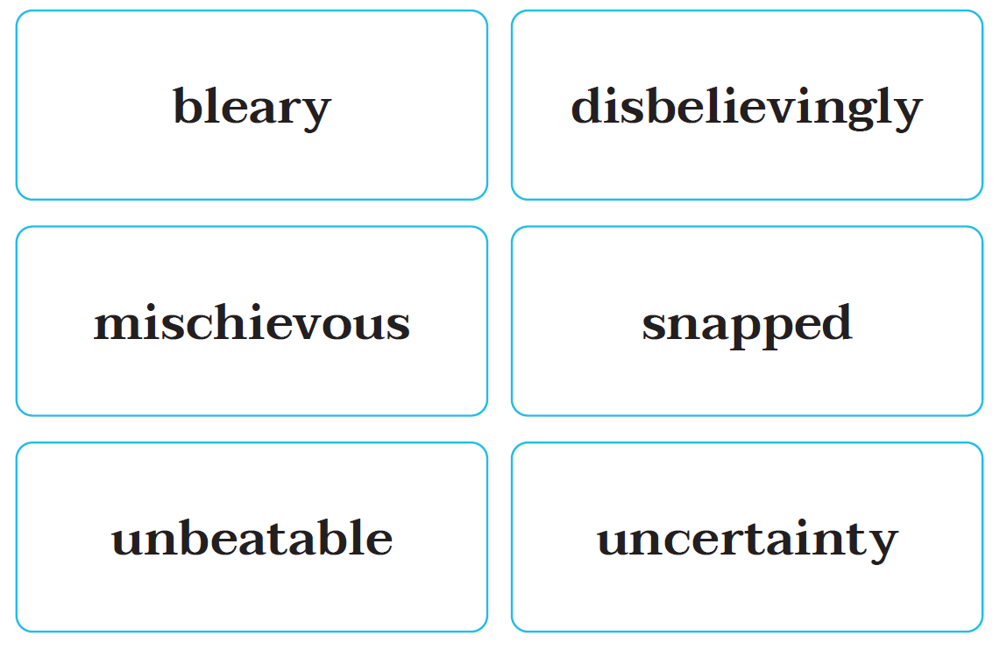 bleary
disbelievingly
mischievous
snapped
unbeatable
uncertainty